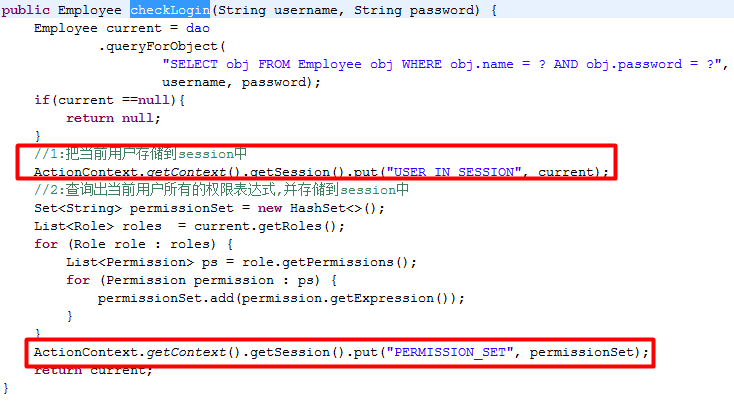 public Employee checkLogin(String username, String password) {
    Employee current = dao
            .queryForObject(
                    "SELECT obj FROM Employee obj WHERE obj.name = ? AND obj.password = ?",
                    username, password);
    if(current ==null){
        return null;
    }
    //1:把当前用户存储到session中
    ActionContext.getContext().getSession().put("USER_IN_SESSION", current);
    //2:查询出当前用户所有的权限表达式,并存储到session中
    Set<String> permissionSet = new HashSet<>();
    List<Role> roles  = current.getRoles();
    for (Role role : roles) {
        List<Permission> ps = role.getPermissions();
        for (Permission permission : ps) {
            permissionSet.add(permission.getExpression());
        }
    }
    ActionContext.getContext().getSession().put("PERMISSION_SET", permissionSet);
    return current;
}